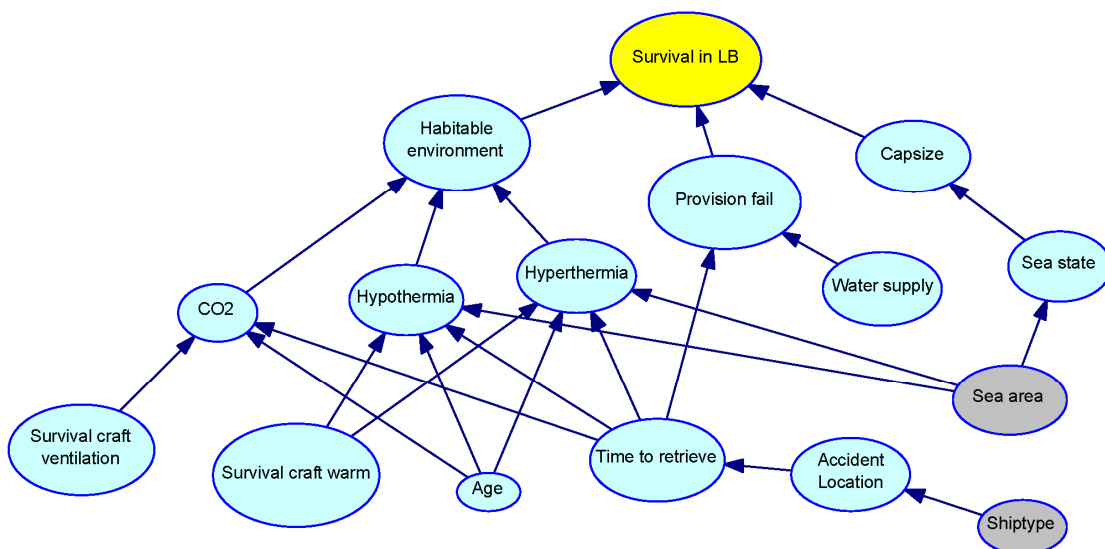 Survival in LB
Habitable
environment
Capsize
Provision fail
Sea state
Hyperthermia
Water supply
Hypothermia
CO2
Sea area
Survival craft
ventilation
Survival craft warm
Age
Time to retrieve
Accident
Location
Shiptype